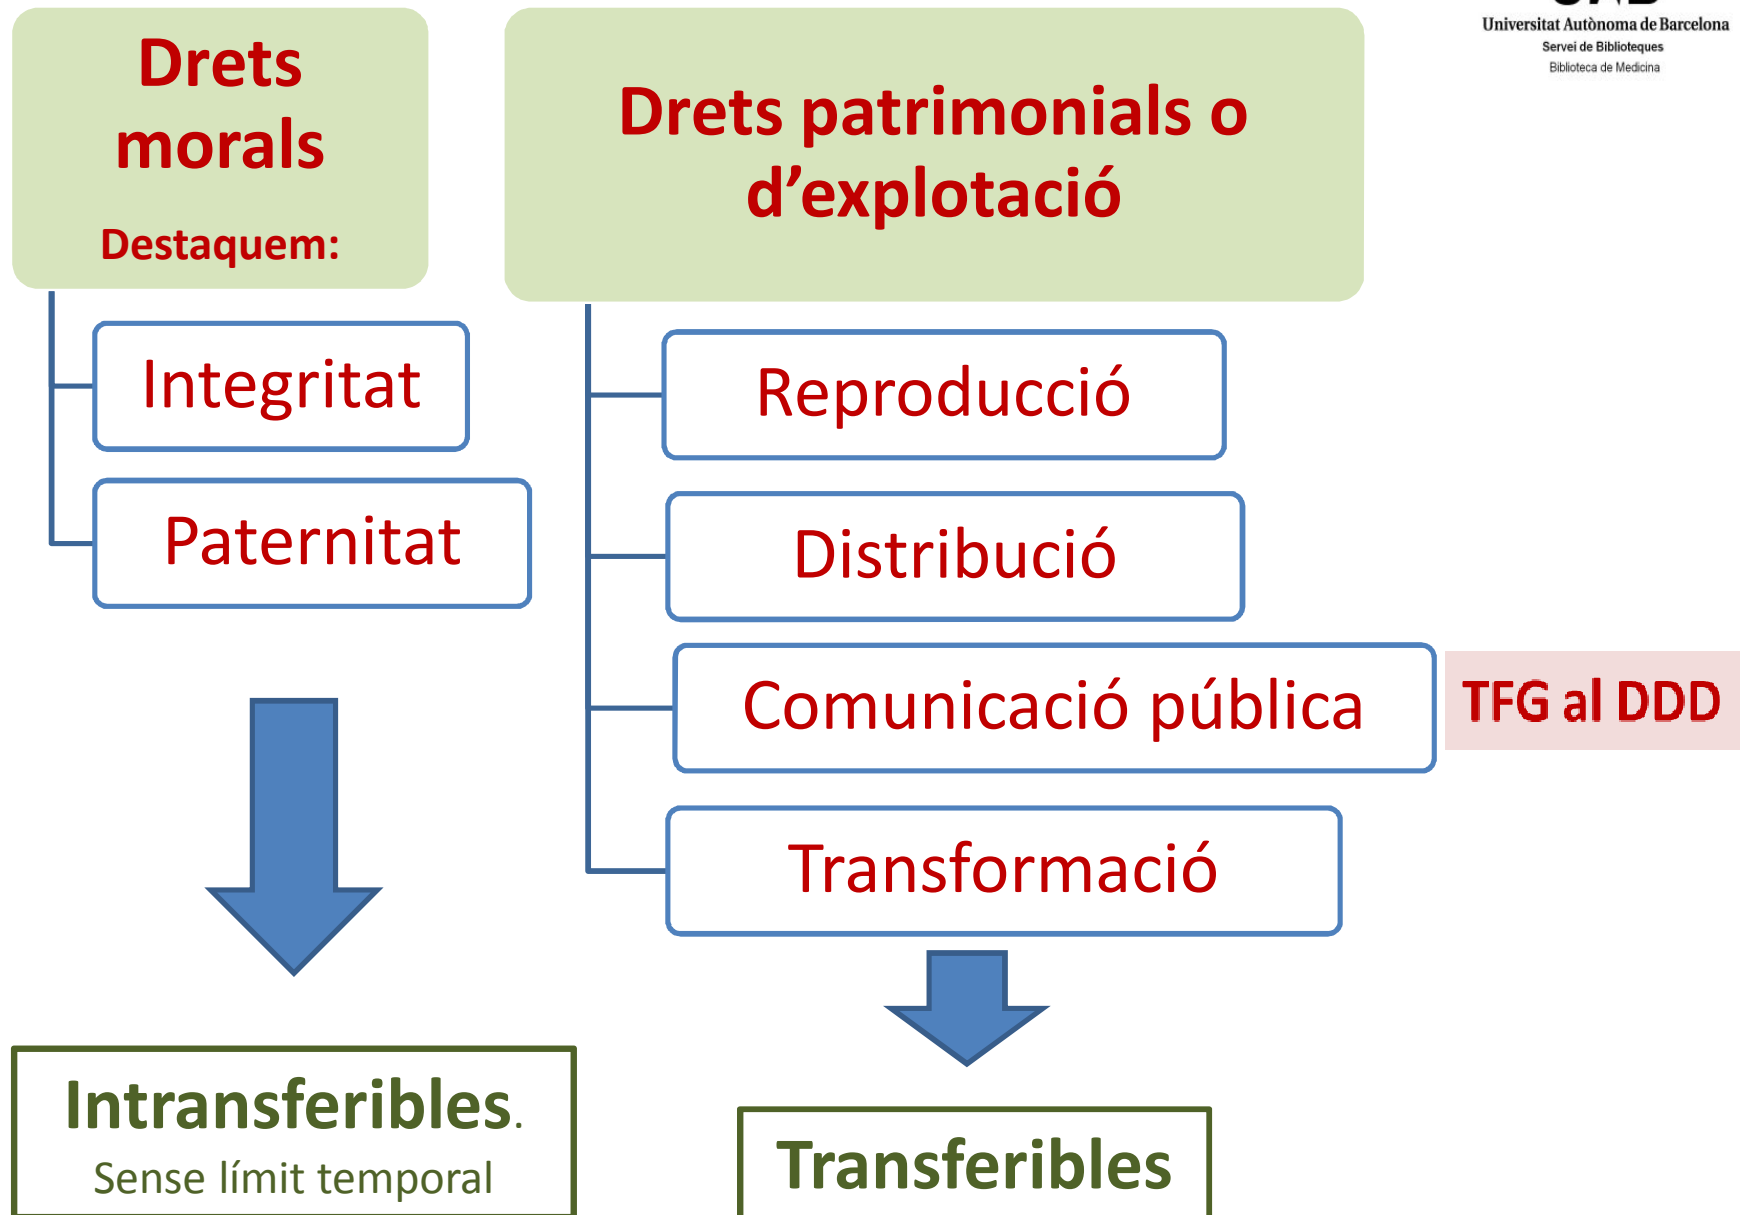 Universitat Autònoma de Barcelona
Servei de Biblioteques
Biblioteca de Medicina
Drets
morals
Destaquem:
Integritat
Paternitat
Intransferibles.
Sense límit temporal
Drets patrimonials o
d’explotació
Reproducció
Distribució
Comunicació pública
TFG al DDD
Transformació
Transferibles